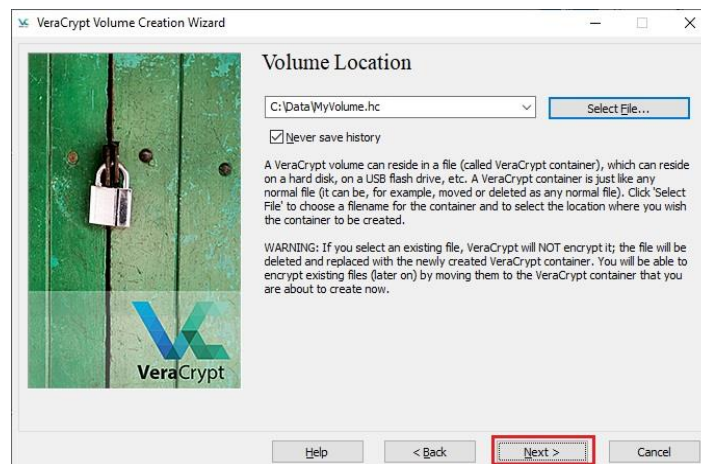 VeraCrypt Volume Creation Wizard
Volume Location
C:\Data\MyVolume.hc
Select File...
Never save history
A VeraCrypt volume can reside in a file (called VeraCrypt container), which can reside
on a hard disk, on a USB flash drive, etc. A VeraCrypt container is just like any
normal file (it can be, for example, moved or deleted as any normal file). Click 'Select
File' to choose a filename for the container and to select the location where you wish
the container to be created.
WARNING: If you select an existing file, VeraCrypt will NOT encrypt it; the file will be
deleted and replaced with the newly created VeraCrypt container. You will be able to
encrypt existing files (later on) by moving them to the VeraCrypt container that you
are about to create now.
VeraCrypt
Help
< Back
Next >
Cancel